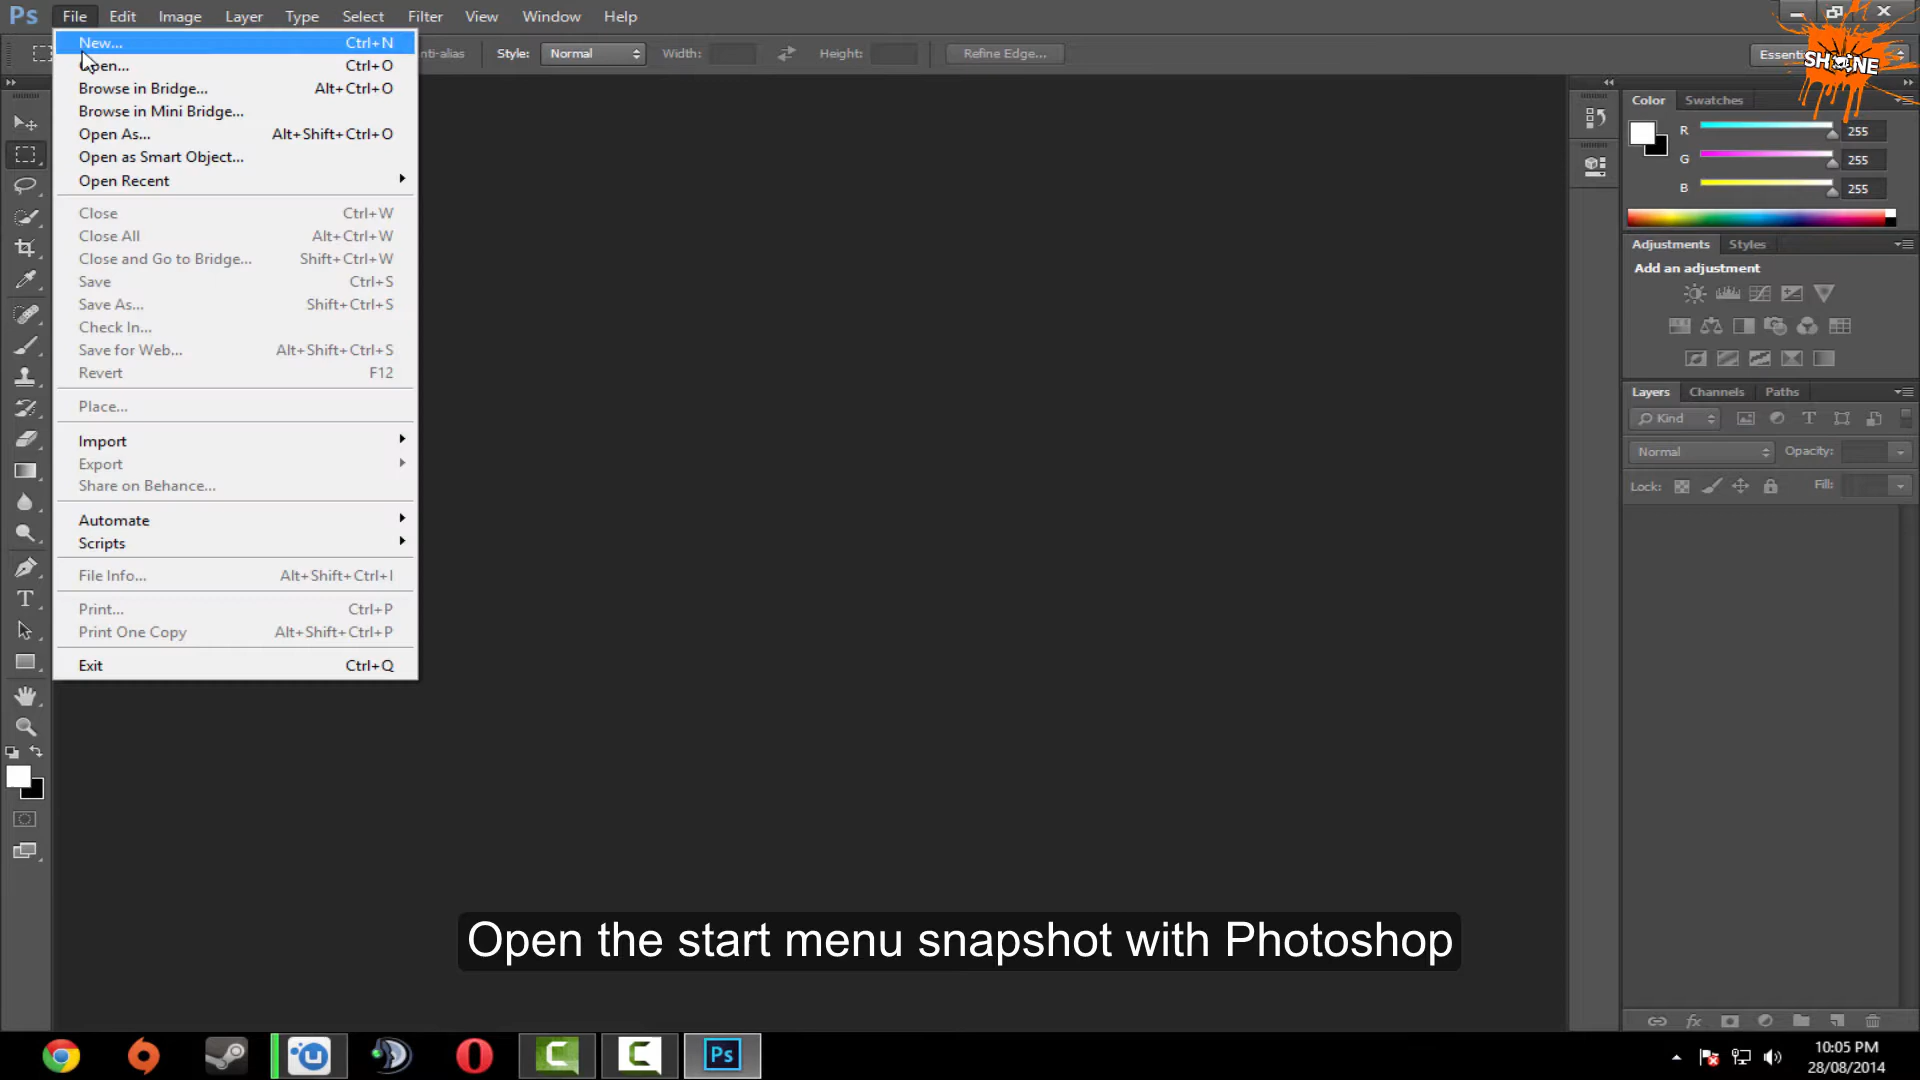 Ps File Edit Image Layer Type Select Filter View Window Help
nti-alias Style: Normal Width: Height: Refine Edge... Essenti
SHONE
New... Ctrl+N
Open... Ctrl+O
Browse in Bridge... Alt+Ctrl+O
Browse in Mini Bridge...
Open As... Alt+Shift+Ctrl+O
Open as Smart Object...
Open Recent
Close Ctrl+W
Close All Alt+Ctrl+W
Close and Go to Bridge... Shift+Ctrl+W
Save Ctrl+S
Save As... Shift+Ctrl+S
Check In...
Save for Web... Alt+Shift+Ctrl+S
Revert F12
Place...
Import
Export
Share on Behance...
Automate
Scripts
File Info... Alt+Shift+Ctrl+I
Print... Ctrl+P
Print One Copy Alt+Shift+Ctrl+P
Exit Ctrl+Q
Color Swatches
R 255
G 255
B 255
Adjustments Styles
Add an adjustment
Layers Channels Paths
Kind
Normal Opacity:
Lock: Fill:
Open the start menu snapshot with Photoshop
Ps
10:05 PM
28/08/2014